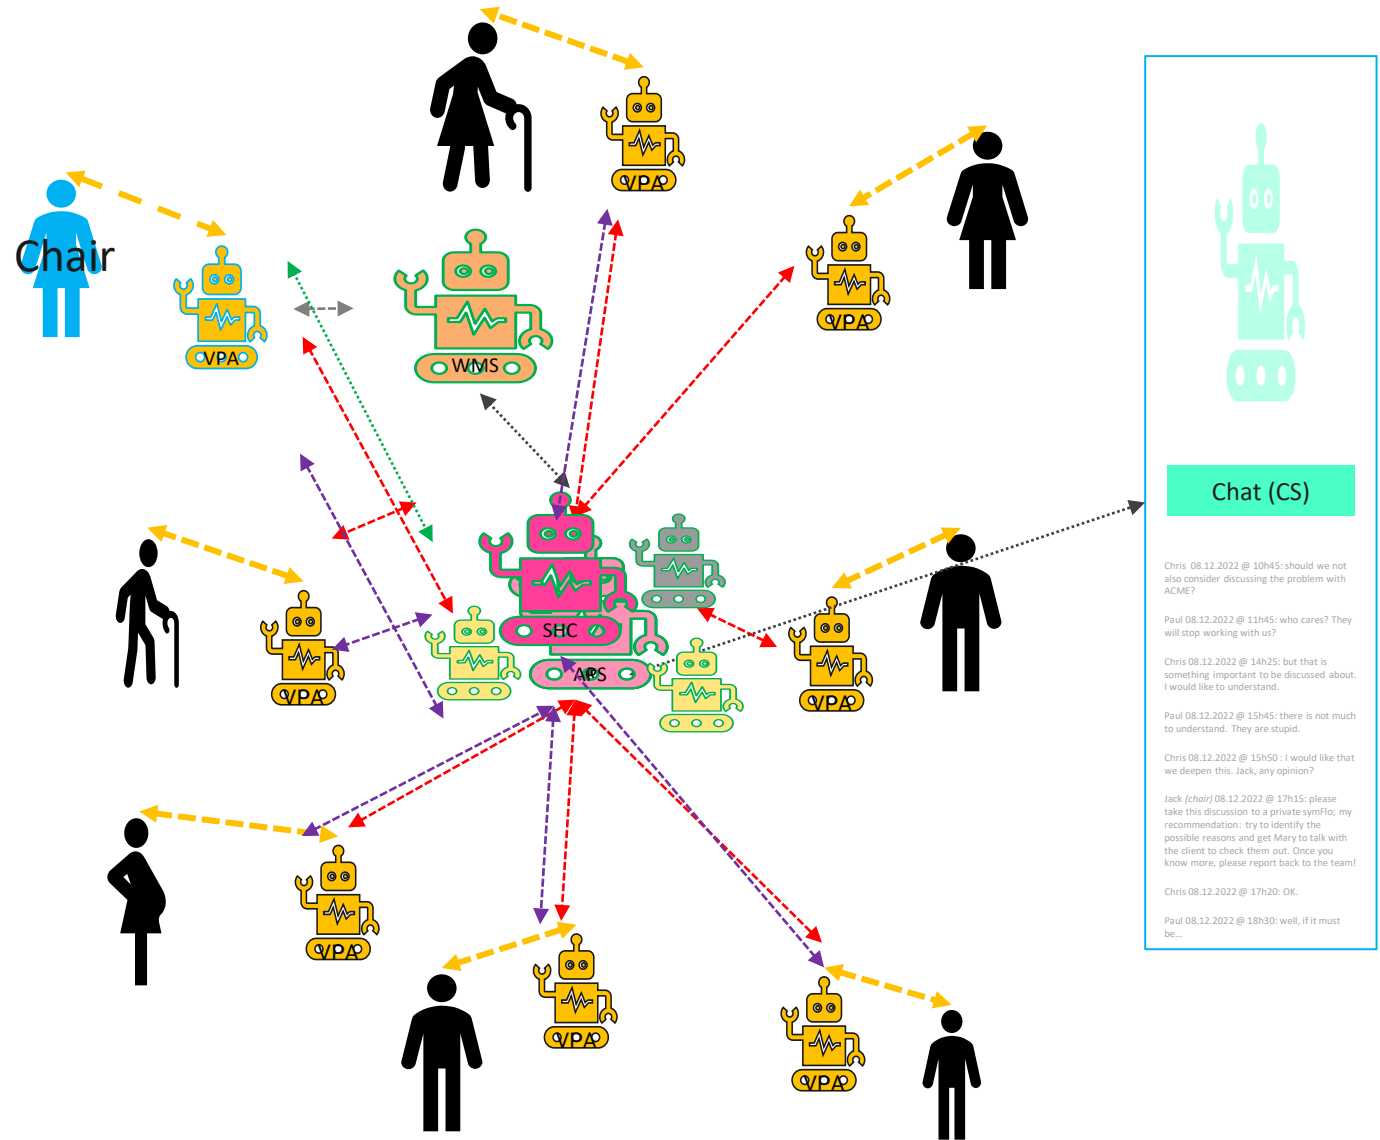 VPA
VPA
Chair
VPA
VPA
WMS
Chat (CS)
Chris 08.12.2022 @ 10h45: should we not
also consider discussing the problem with
ACME?
Paul 08.12.2022 @ 11h45: who cares? They
will stop working with us?
Chris 08.12.2022 @ 14h25: but that is
something important to be discussed about.
I would like to understand.
Paul 08.12.2022 @ 15h45: there is not much
to understand. They are stupid.
Chris 08.12.2022 @ 15h50 : I would like that
we deepen this. Jack, any opinion?
Jack (chair) 08.12.2022 @ 17h15: please
take this discussion to a private symFlo; my
recommendation: try to identify the
possible reasons and get Mary to talk with
the client to check them out. Once you
know more, please report back to the team!
Chris 08.12.2022 @ 17h20: OK.
Paul 08.12.2022 @ 18h30: well, if it must
be...
SHC
APS
VPA
VPA
VPA
VPA
VPA